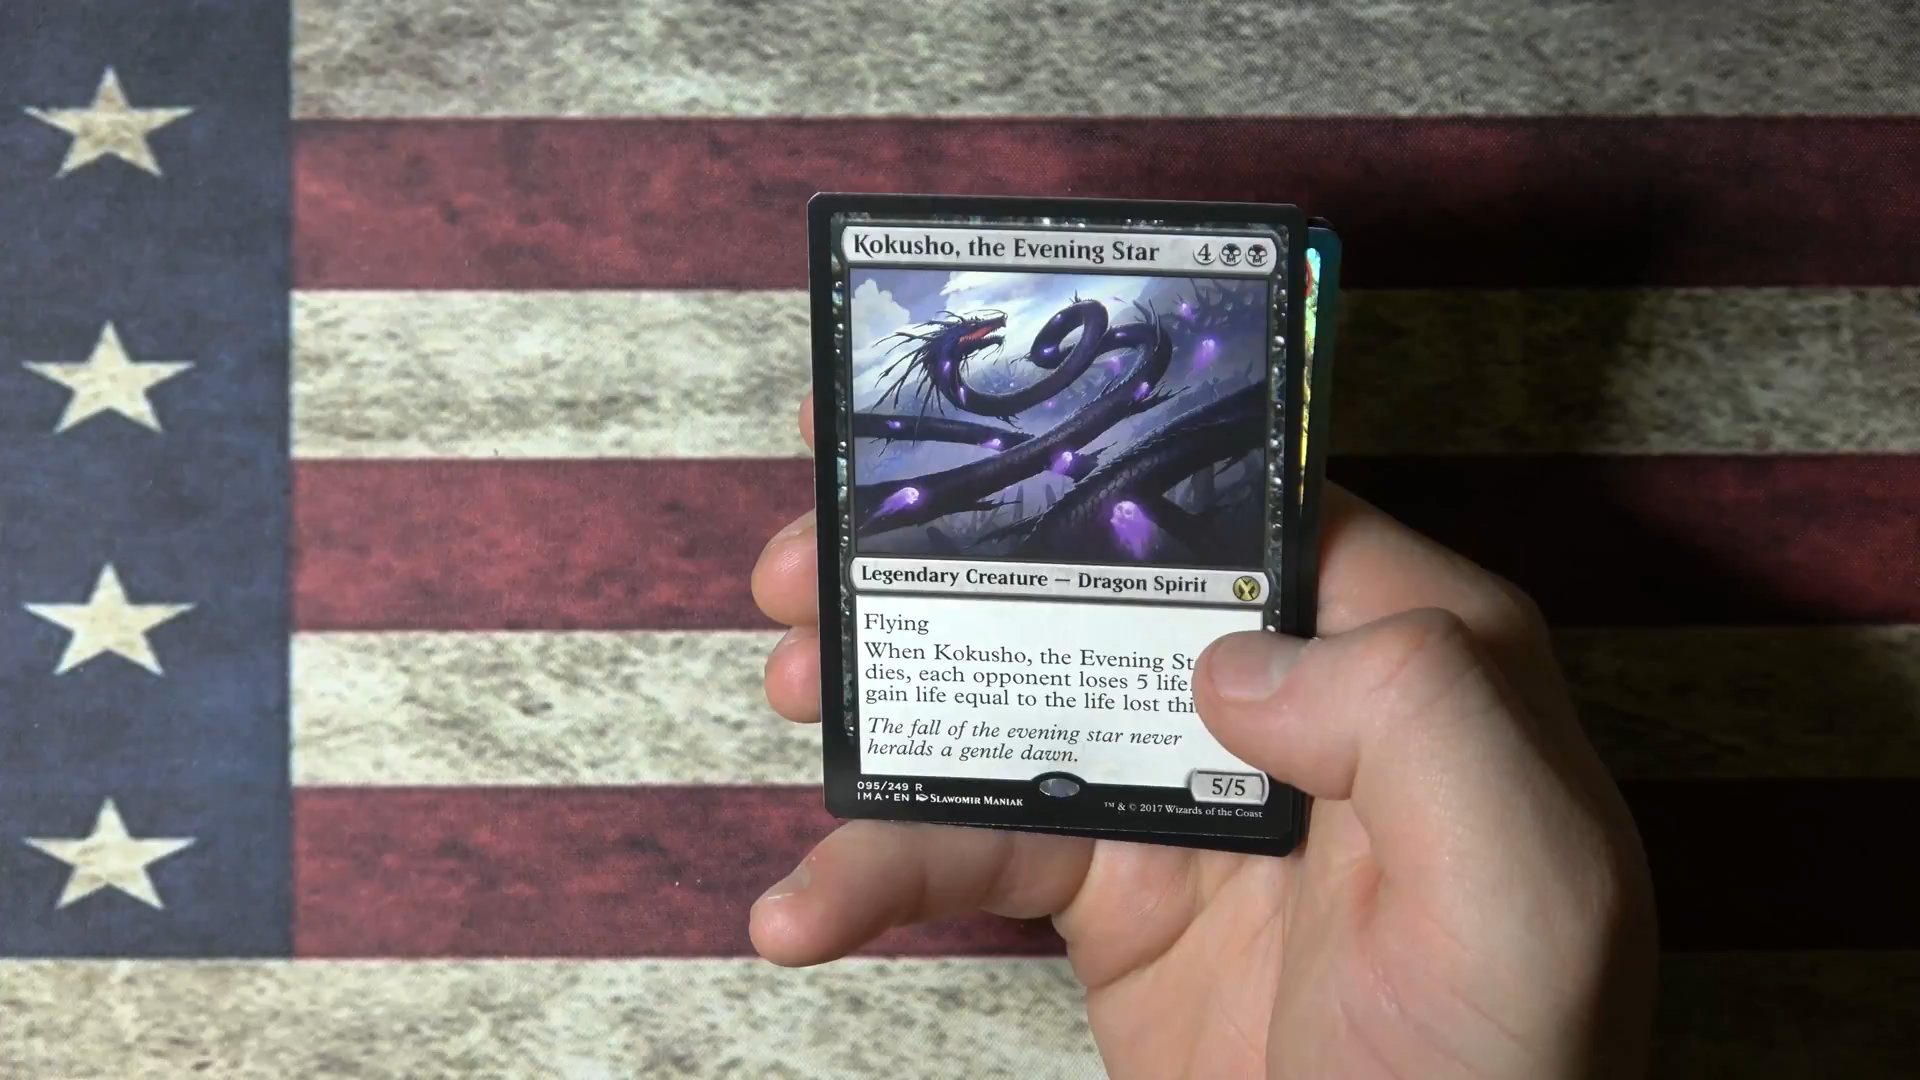 Kokusho, the Evening Star 4
Legendary Creature — Dragon Spirit
Flying
When Kokusho, the Evening
dies, each opponent loses 5 life
gain life equal to the life lost
The fall of the evening star never
heralds a gentle dawn.
5/5
095/249 R
IMA • EN SLAWOMIR MANIAK
™ & © 2017 Wizards of the Coast